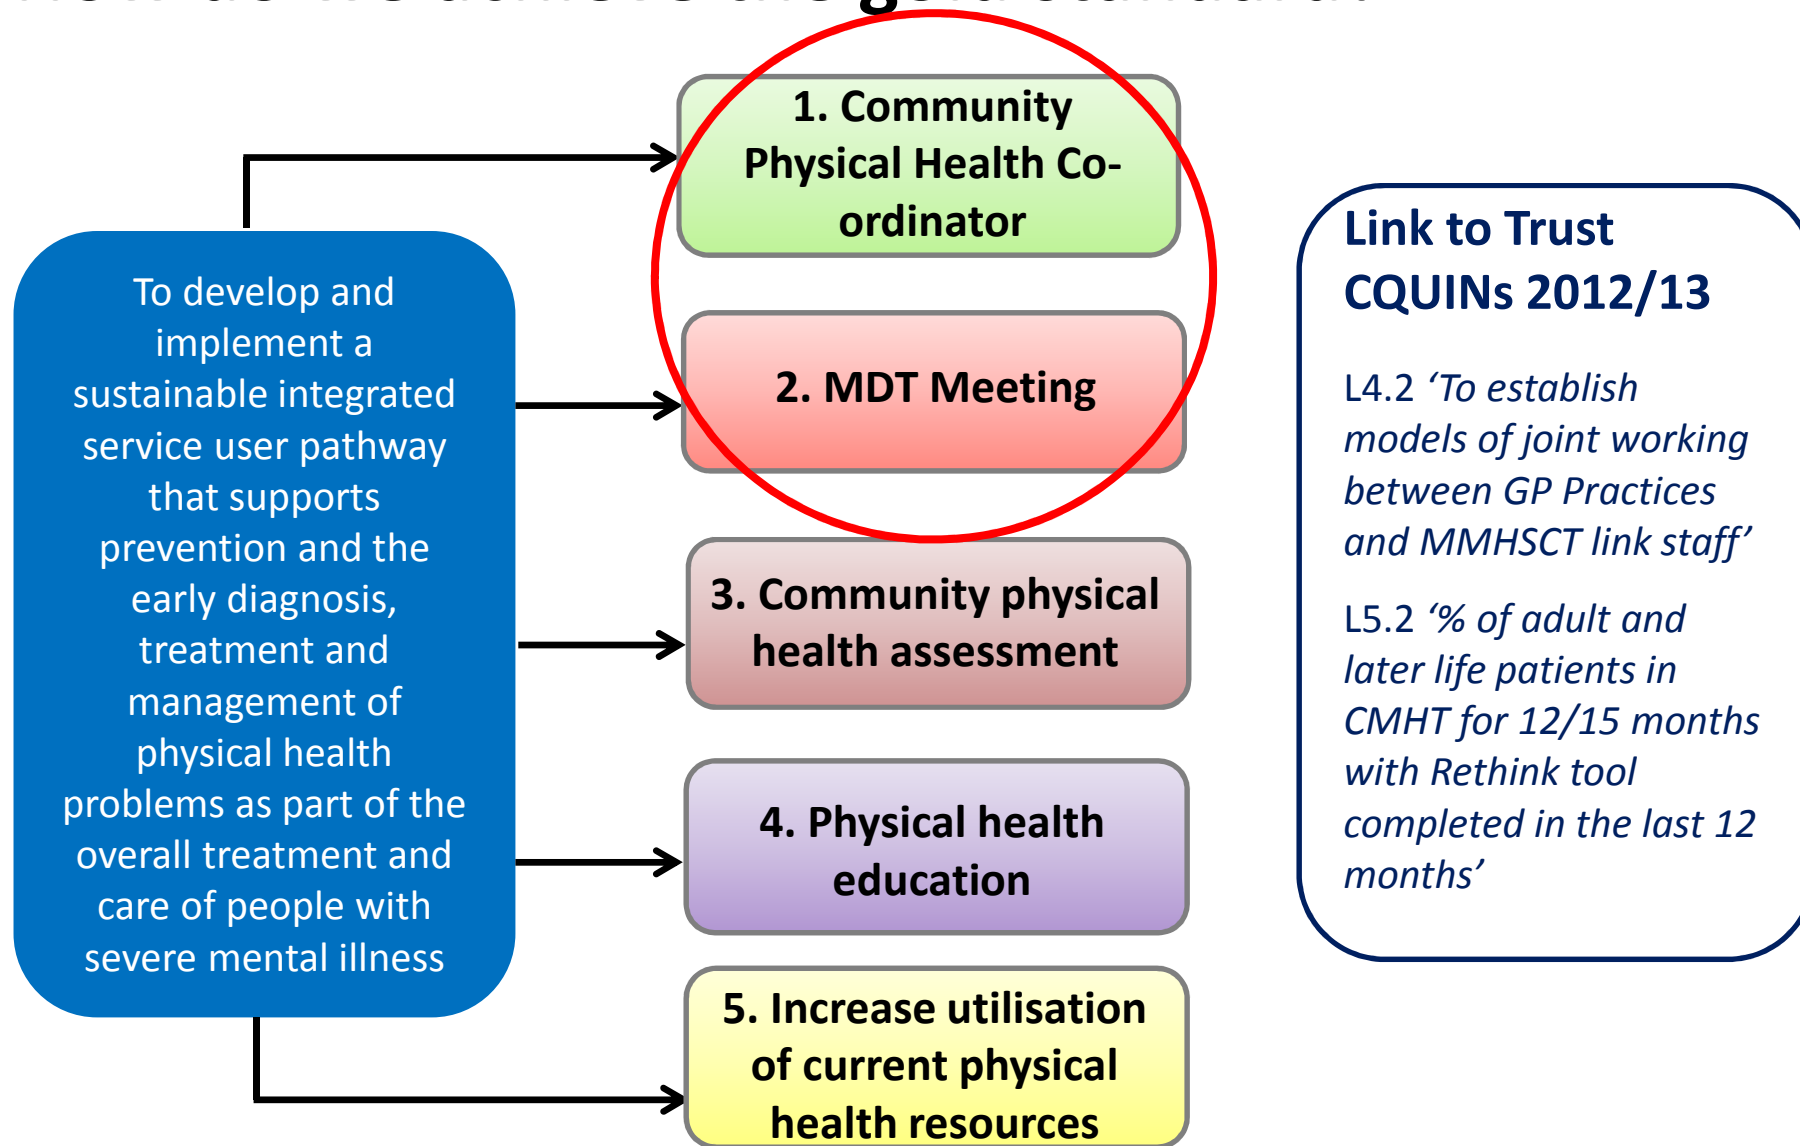 1. Community
Physical Health Co-
ordinator
To develop and
implement a
sustainable integrated
service user pathway
that supports
prevention and the
early diagnosis,
treatment and
management of
physical health
problems as part of the
overall treatment and
care of people with
severe mental illness
2. MDT Meeting
3. Community physical
health assessment
4. Physical health
education
5. Increase utilisation
of current physical
health resources
Link to Trust
CQUINs 2012/13
L4.2 ‘To establish
models of joint working
between GP Practices
and MMHSCT link staff’
L5.2 ‘% of adult and
later life patients in
CMHT for 12/15 months
with Rethink tool
completed in the last 12
months’